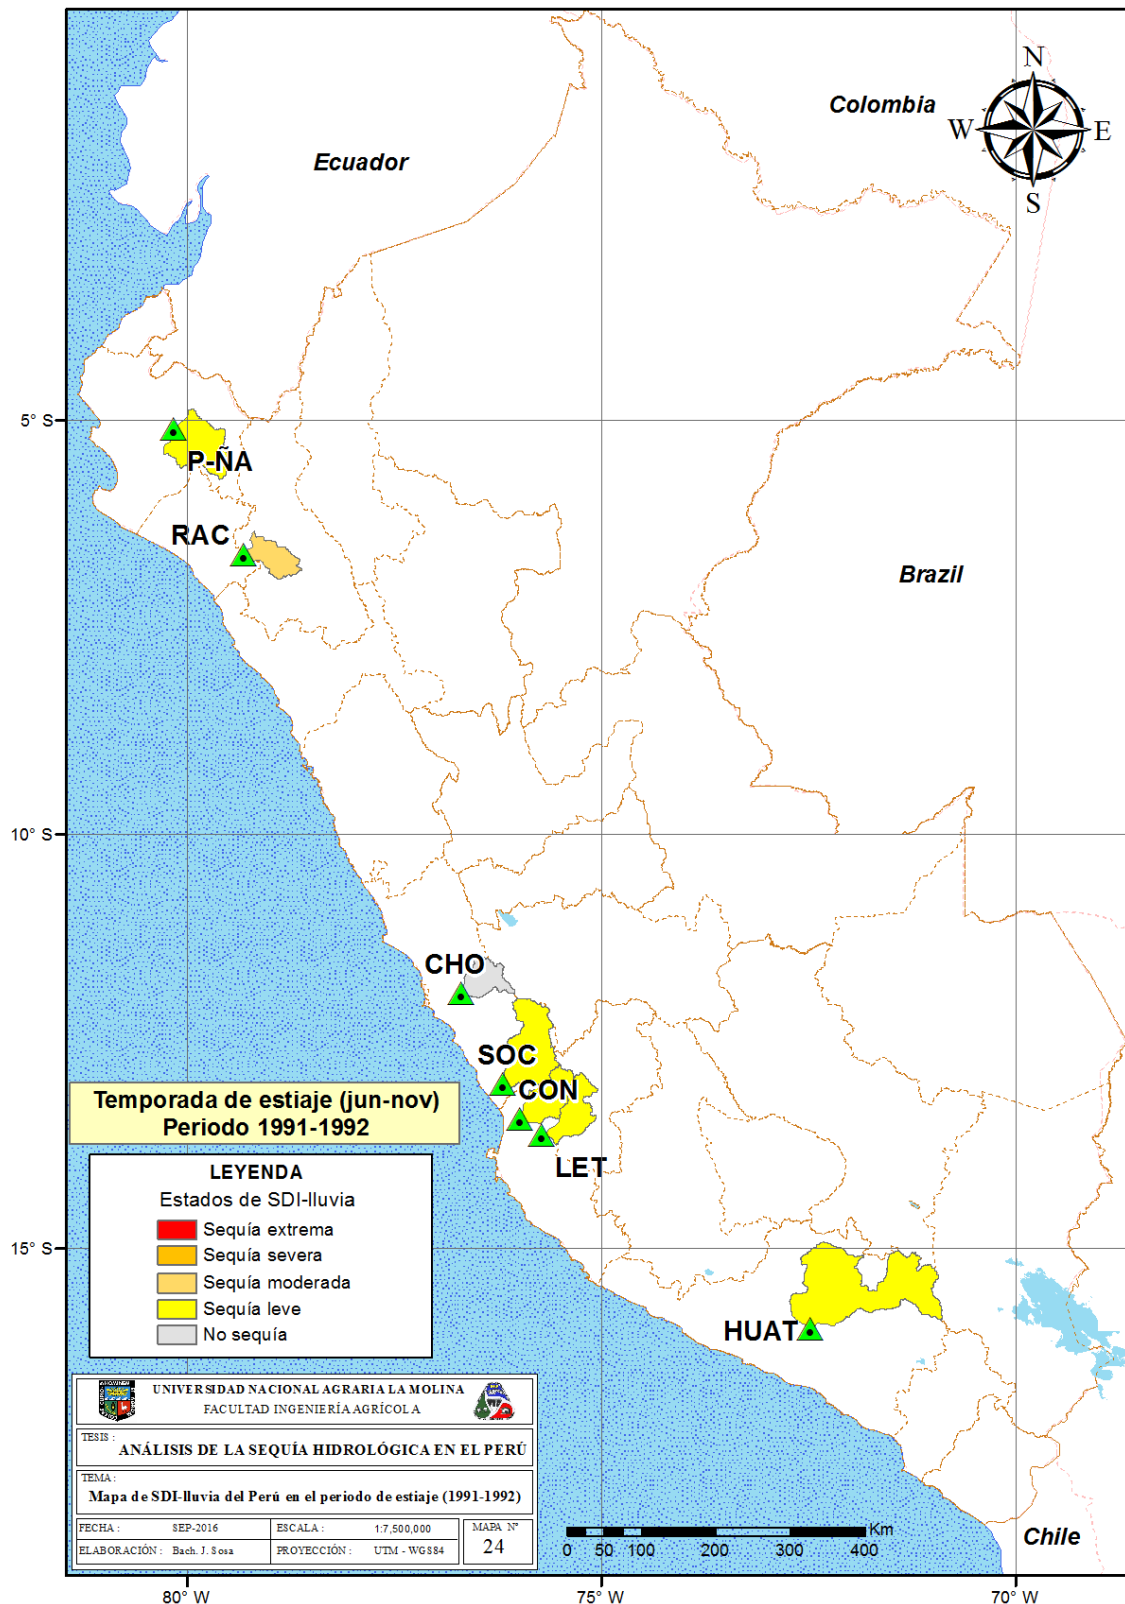 N
Colombia
W
E
S
Ecuador
5° S
P-ÑA
RAC
Brazil
10° S
CHO
SOC
CON
LET
Temporada de estiaje (jun-nov)
Periodo 1991-1992
LEYENDA
Estados de SDI-lluvia
Sequía extrema
Sequía severa
Sequía moderada
Sequía leve
No sequía
15° S
HUAT
UNIVERSIDAD NACIONAL AGRARIA LA MOLINA
FACULTAD INGENIERÍA AGRÍCOLA
TESIS :
ANÁLISIS DE LA SEQUÍA HIDROLÓGICA EN EL PERÚ
TEMA :
Mapa de SDI-lluvia del Perú en el periodo de estiaje (1991-1992)
FECHA : SEP-2016
ESCALA : 1:7,500,000
MAPA Nº
24
ELABORACIÓN : Bach. J. Sosa
PROYECCIÓN : UTM - WGS84
Km
0 50 100 200 300 400
Chile
80° W
75° W
70° W